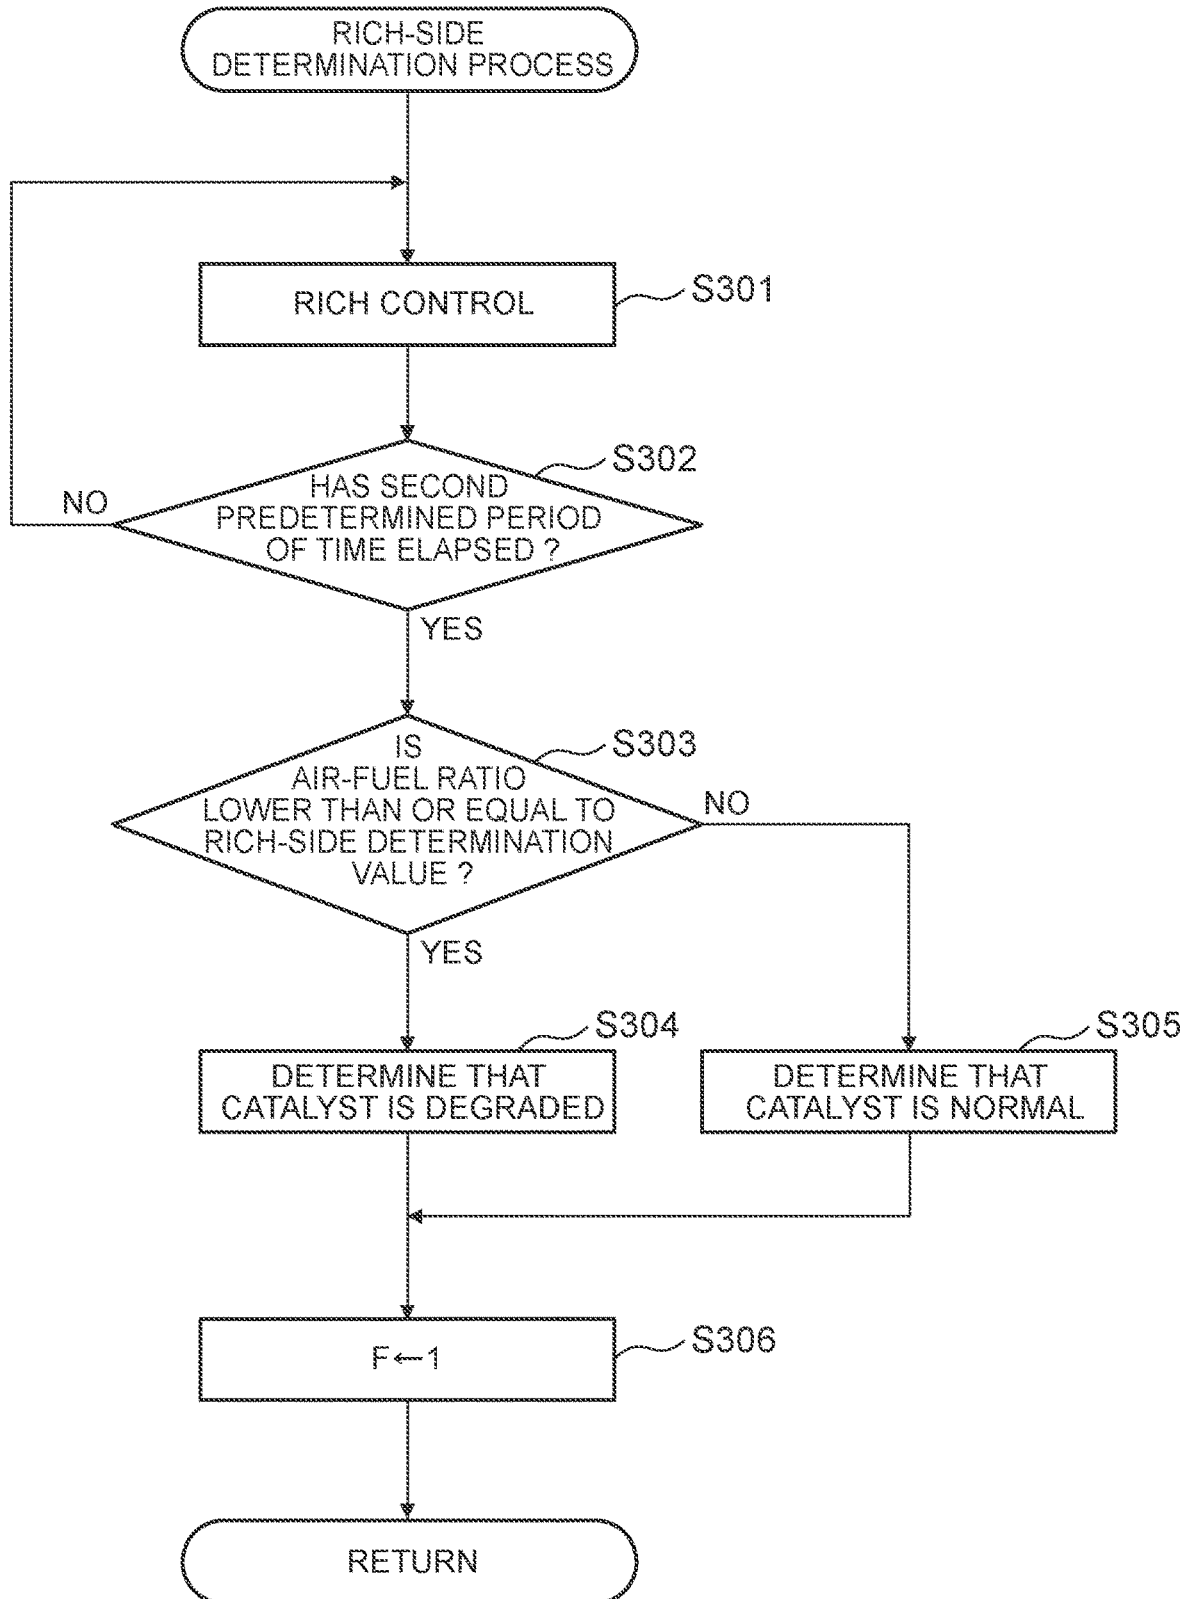 RICH-SIDE
DETERMINATION PROCESS
RICH CONTROL
S301
HAS SECOND
PREDETERMINED PERIOD
OF TIME ELAPSED ?
S302
NO
YES
IS
AIR-FUEL RATIO
LOWER THAN OR EQUAL TO
RICH-SIDE DETERMINATION
VALUE ?
S303
NO
YES
DETERMINE THAT
CATALYST IS DEGRADED
S304
DETERMINE THAT
CATALYST IS NORMAL
S305
F←1
S306
RETURN